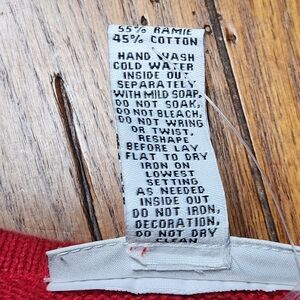 55% RAMIE
45% COTTON
HAND WASH
COLD WATER
INSIDE OUT
SEPARATELY
WITH MILD SOAP,
DO NOT SOAK,
DO NOT BLEACH,
DO NOT WRING
OR TWIST,
RESHAPE
BEFORE LAY
FLAT TO DRY
IRON ON
LOWEST
SETTING
AS NEEDED
INSIDE OUT
DO NOT IRON,
DECORATION,
DO NOT DRY
CLEAN